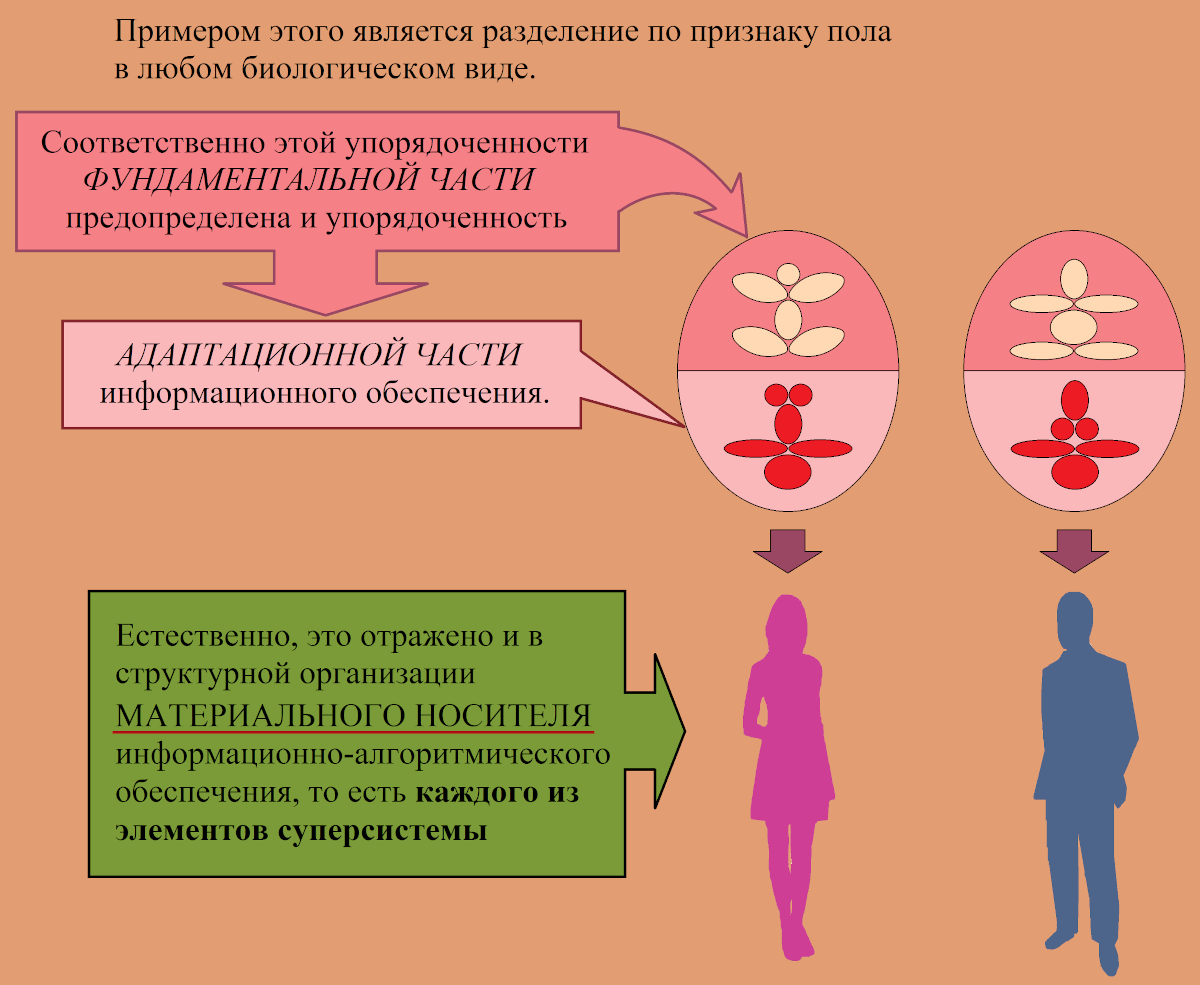 Примером этого является разделение по признаку пола
в любом биологическом виде.
Соответственно этой упорядоченности
ФУНДАМЕНТАЛЬНОЙ ЧАСТИ
предопределена и упорядоченность
АДАПТАЦИОННОЙ ЧАСТИ
информационного обеспечения.
Естественно, это отражено и в
структурной организации
МАТЕРИАЛЬНОГО НОСИТЕЛЯ
информационно-алгоритмического
обеспечения, то есть каждого из
элементов суперсистемы